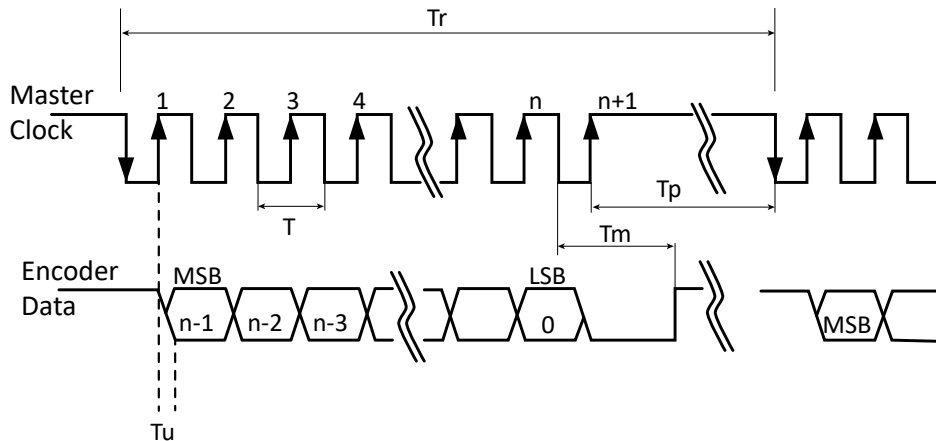 Tr
Master
Clock
1 2 3 4 n n+1
T
Tp
Tm
Encoder
Data
MSB LSB
n-1 n-2 n-3 0 MSB
Tu